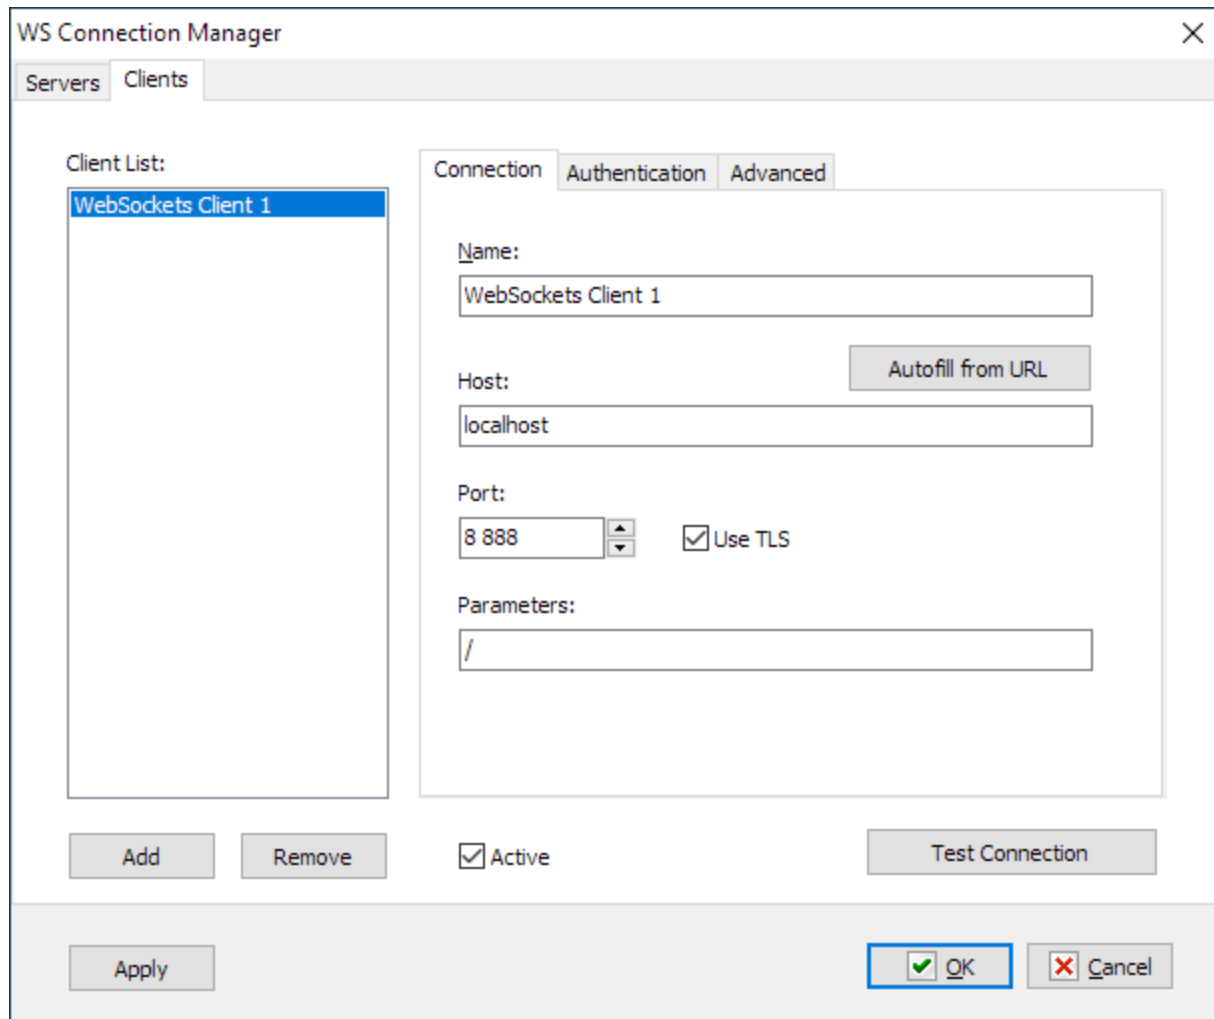 WS Connection Manager
Servers
Clients
Client List:
WebSockets Client 1
Connection
Authentication
Advanced
Name:
WebSockets Client 1
Autofill from URL
Host:
localhost
Port:
8 888
Use TLS
Parameters:
/
Add
Remove
Active
Test Connection
Apply
OK
Cancel